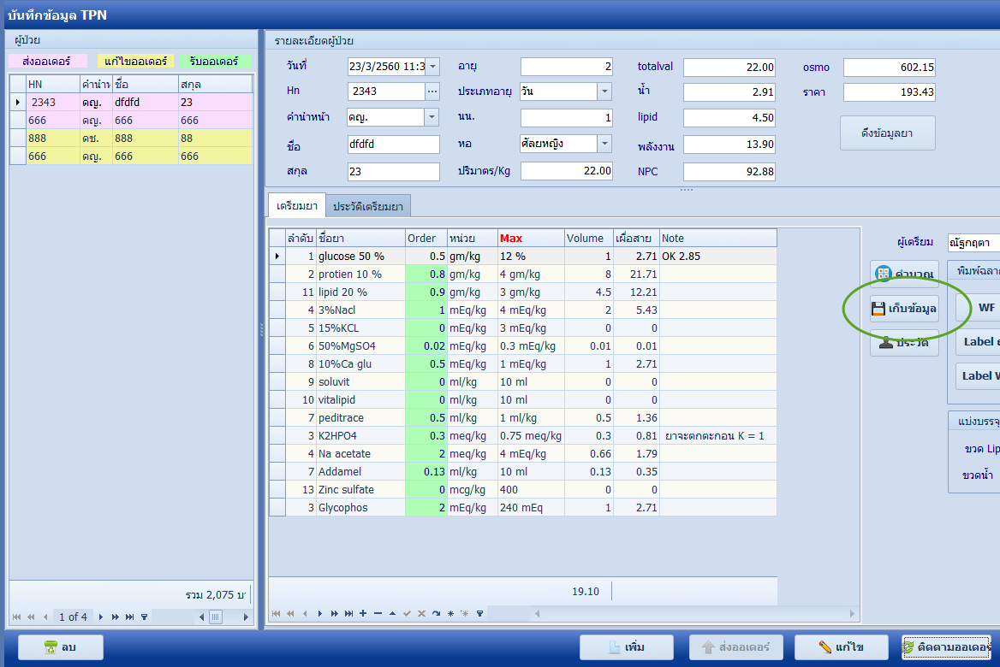 บันทึกข้อมูล TPN
ผู้ป่วย
ส่งออเดอร์ แก้ไขออเดอร์ รับออเดอร์
HN คำนำห ชื่อ สกุล
2343 ดญ. dfdfd 23
666 ดญ. 666 666
888 ดช. 888 88
666 ดญ. 666 666
รวม 2,075 บา
1 of 4
รายละเอียดผู้ป่วย
วันที่ 23/3/2560 11:3 อายุ 2 totalval 22.00 osmo 602.15
Hn 2343 ประเภทอายุ วัน น้ำ 2.91 ราคา 193.43
คำนำหน้า ดญ. นน. 1 lipid 4.50
ชื่อ dfdfd หอ ศัลยหญิง พลังงาน 13.90 ดึงข้อมูลยา
สกุล 23 ปริมาตร/Kg 22.00 NPC 92.88
เตรียมยา ประวัติเตรียมยา
ลำดับ ชื่อยา Order หน่วย Max Volume เผื่อสาย Note
1 glucose 50 % 0.5 gm/kg 12 % 1 2.71 OK 2.85
2 protien 10 % 0.8 gm/kg 4 gm/kg 8 21.71
11 lipid 20 % 0.9 gm/kg 3 gm/kg 4.5 12.21
4 3%Nacl 1 mEq/kg 4 mEq/kg 2 5.43
5 15%KCL 0 mEq/kg 3 mEq/kg 0 0
6 50%MgSO4 0.02 mEq/kg 0.3 mEq/kg 0.01 0.01
8 10%Ca glu 0.5 mEq/kg 1 mEq/kg 1 2.71
9 soluvit 0 ml/kg 10 ml 0 0
10 vitalipid 0 ml/kg 10 ml 0 0
7 peditrace 0.5 ml/kg 1 ml/kg 0.5 1.36
3 K2HPO4 0.3 meq/kg 0.75 meq/kg 0.3 0.81 ยาจะตกตะกอน K = 1
4 Na acetate 2 meq/kg 4 mEq/kg 0.66 1.79
7 Addamel 0.13 ml/kg 10 ml 0.13 0.35
13 Zinc sulfate 0 mcg/kg 400 0 0
3 Glycophos 2 mEq/kg 240 mEq 1 2.71
19.10
ผู้เตรียม ณัฐกฤตา
คำนวณ
เก็บข้อมูล
ประวัติ
พิมพ์ฉลาก
WF
Label e
Label W
แบ่งบรรจุ
ขวด Lip
ขวดน้ำ
ลบ เพิ่ม ส่งออเดอร์ แก้ไข ติดตามออเดอร์